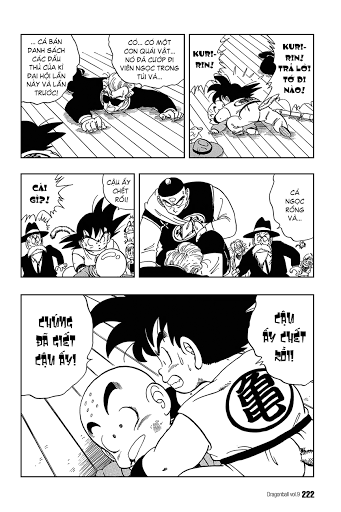 KURI-
RIN!
TRẢ LỜI
TỚ ĐI
NÀO!
KURI-
RIN!
CÓ... CÓ MỘT
CON QUÁI VẬT...
NÓ ĐÃ CƯỚP ĐI
VIÊN NGỌC TRONG
TÚI VÀ...
... CẢ BẢN DANH
SÁCH CÁC ĐẤU
THỦ CỦA KÌ
ĐẠI HỘI LẦN
NÀY VÀ LẦN
TRƯỚC!
CẢ
NGỌC
RỒNG
VÀ...
CẬU ẤY
CHẾT
RỒI!
CÁI
GÌ?!
CẬU
ẤY CHẾT
RỒI!
CHÚNG
ĐÃ GIẾT
CẬU ẤY!
亀
Dragonball vol.9 222